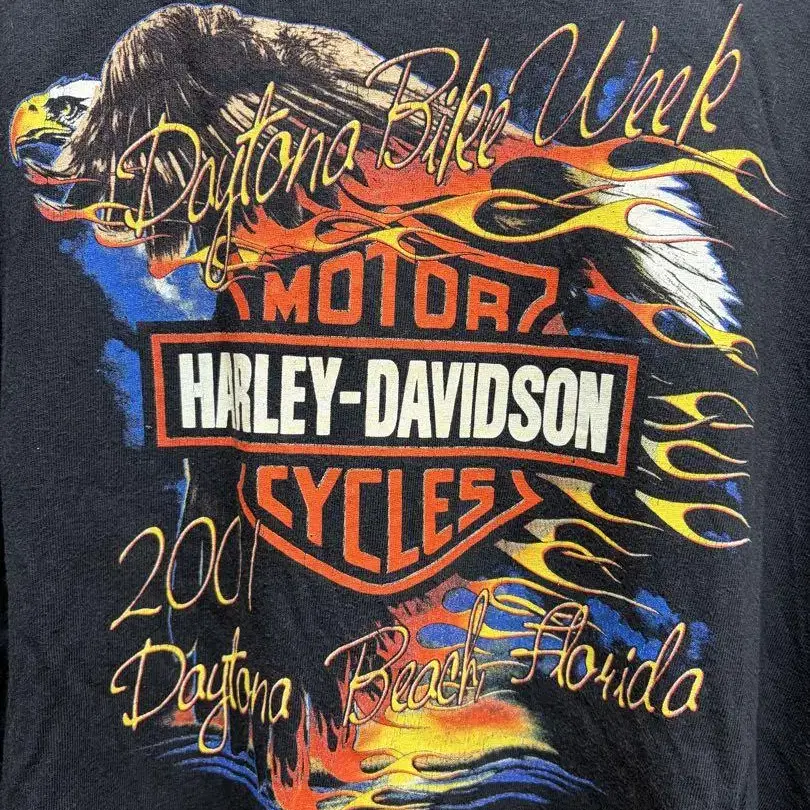 Daytona Bike Week
MOTOR
HARLEY-DAVIDSON
CYCLES
2001
Daytona Beach Florida